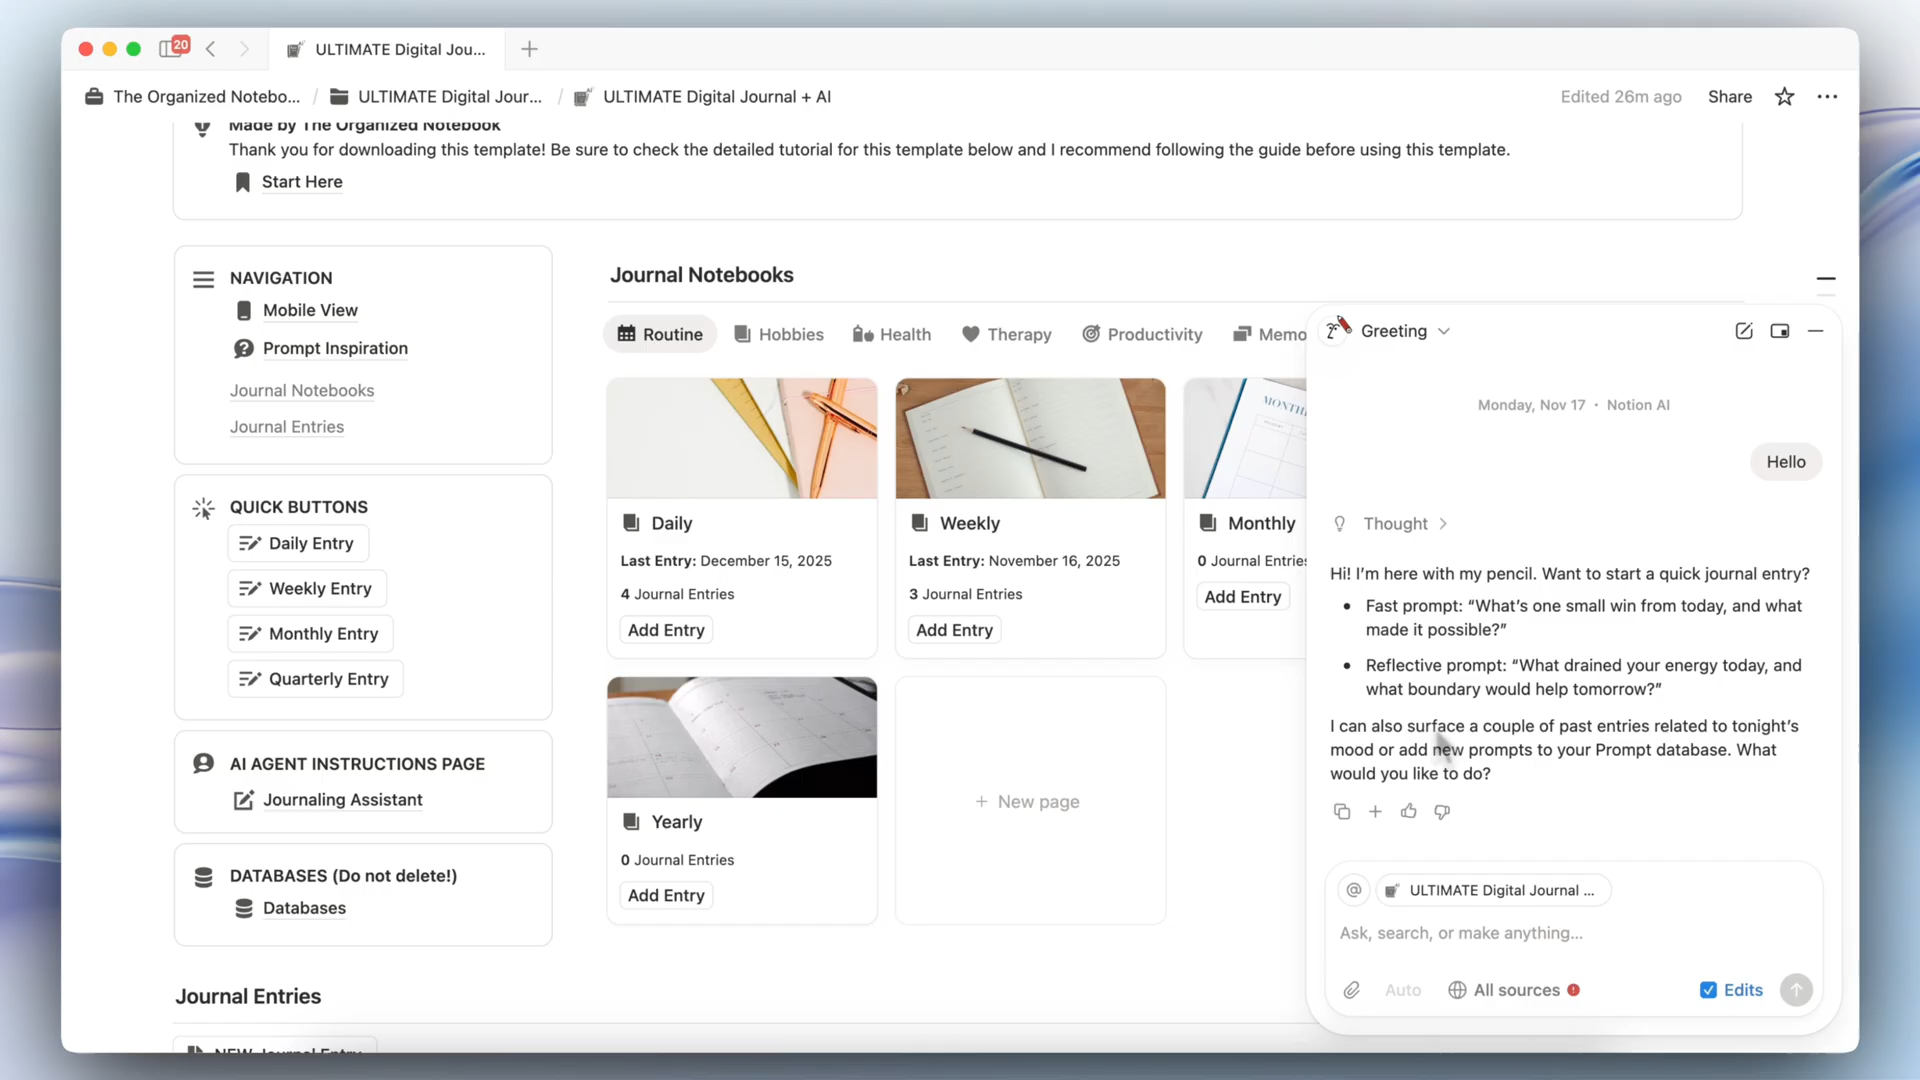 20
ULTIMATE Digital Jou...
The Organized Notebo... / ULTIMATE Digital Jour... / ULTIMATE Digital Journal + AI
Edited 26m ago Share
Made by The Organized Notebook
Thank you for downloading this template! Be sure to check the detailed tutorial for this template below and I recommend following the guide before using this template.
Start Here
NAVIGATION
Mobile View
Prompt Inspiration
Journal Notebooks
Journal Entries
QUICK BUTTONS
Daily Entry
Weekly Entry
Monthly Entry
Quarterly Entry
AI AGENT INSTRUCTIONS PAGE
Journaling Assistant
DATABASES (Do not delete!)
Databases
Journal Notebooks
Routine Hobbies Health Therapy Productivity Memo
Daily
Last Entry: December 15, 2025
4 Journal Entries
Add Entry
Weekly
Last Entry: November 16, 2025
3 Journal Entries
Add Entry
MONTH
Monthly
0 Journal Entries
Add Entry
Yearly
0 Journal Entries
Add Entry
+ New page
Journal Entries
NEW Journal Entry
Greeting
Monday, Nov 17 • Notion AI
Hello
Thought
Hi! I’m here with my pencil. Want to start a quick journal entry?
• Fast prompt: “What’s one small win from today, and what
made it possible?”
• Reflective prompt: “What drained your energy today, and
what boundary would help tomorrow?”
I can also surface a couple of past entries related to tonight’s
mood or add new prompts to your Prompt database. What
would you like to do?
@ ULTIMATE Digital Journal ...
Ask, search, or make anything...
Auto All sources Edits